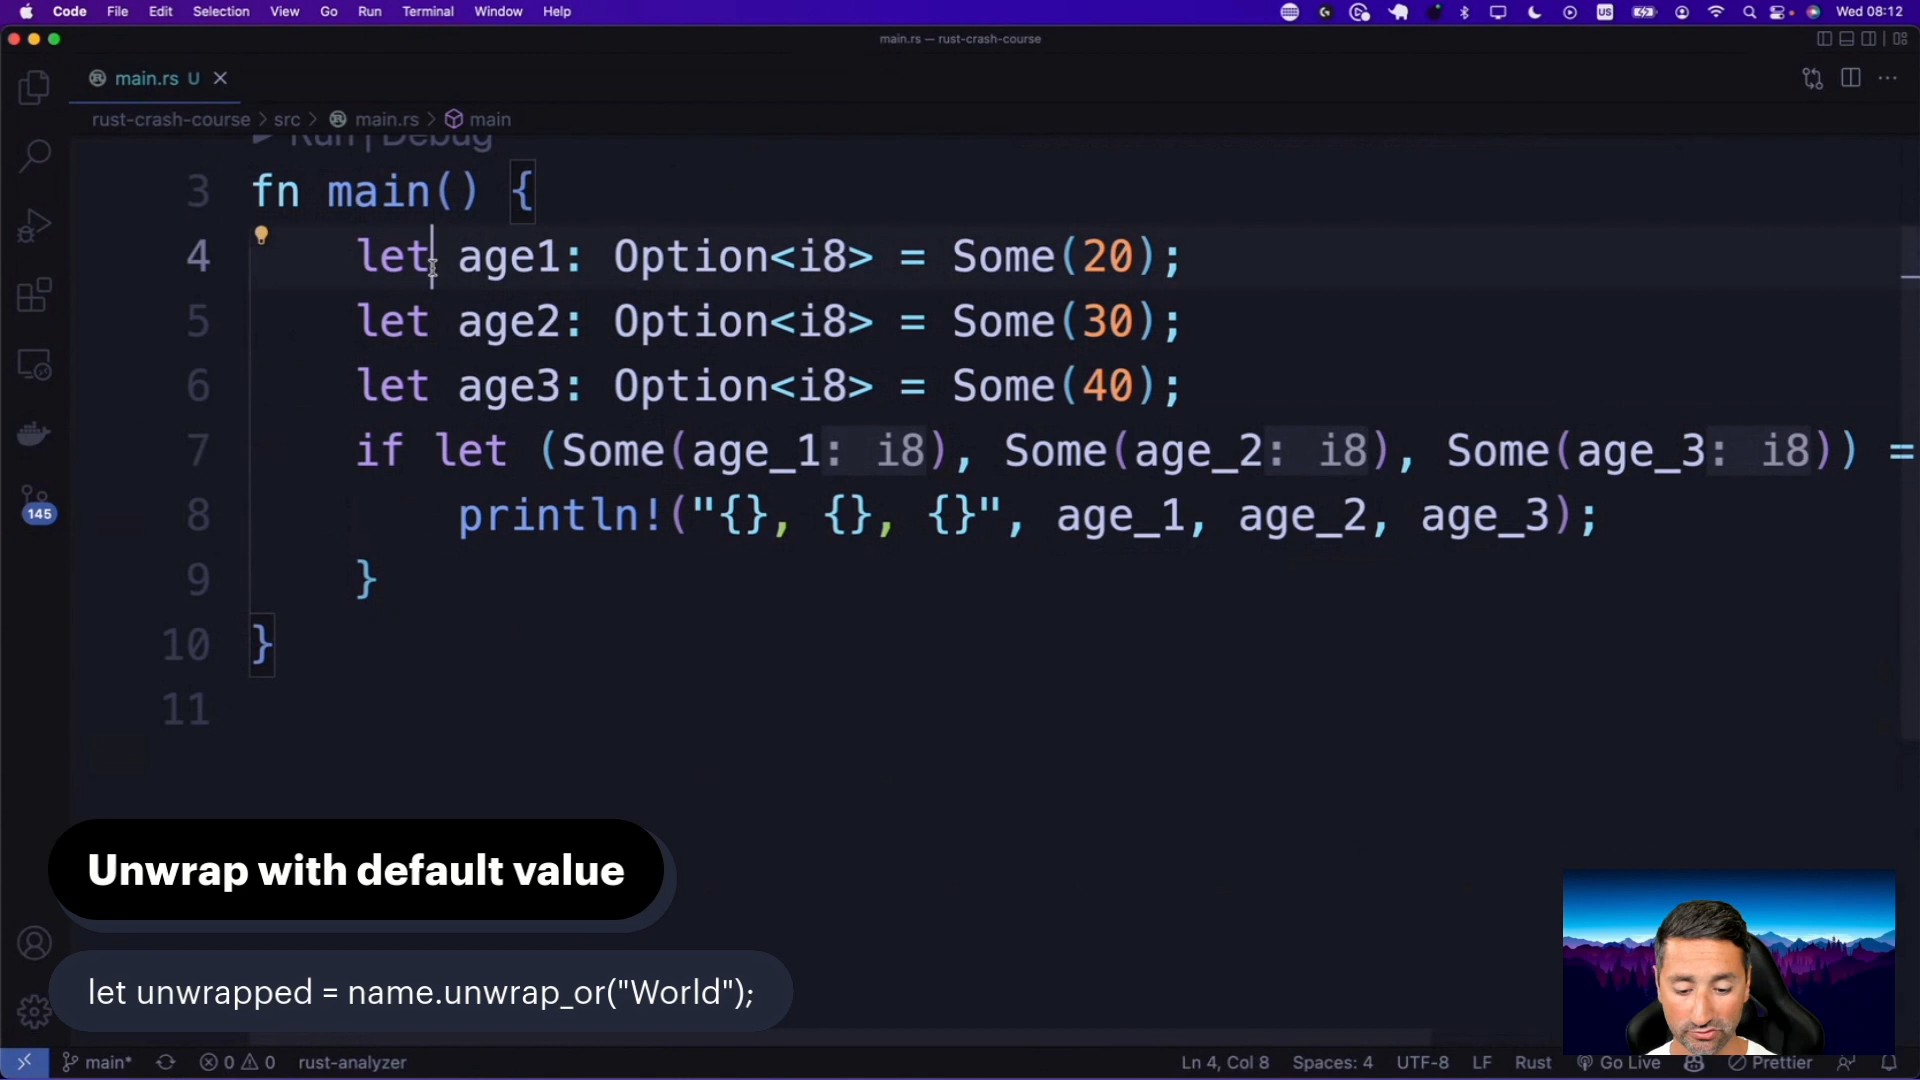 Code File Edit Selection View Go Run Terminal Window Help US Wed 08:12
main.rs — rust-crash-course
main.rs U
rust-crash-course > src > main.rs > main
Run | Debug
3 fn main() {
4 let age1: Option<i8> = Some(20);
5 let age2: Option<i8> = Some(30);
6 let age3: Option<i8> = Some(40);
7 if let (Some(age_1: i8), Some(age_2: i8), Some(age_3: i8)) =
8 println!("{}, {}, {}", age_1, age_2, age_3);
9 }
10 }
11
145
Unwrap with default value
let unwrapped = name.unwrap_or("World");
main* 0 0 rust-analyzer Ln 4, Col 8 Spaces: 4 UTF-8 LF Rust Go Live Prettier